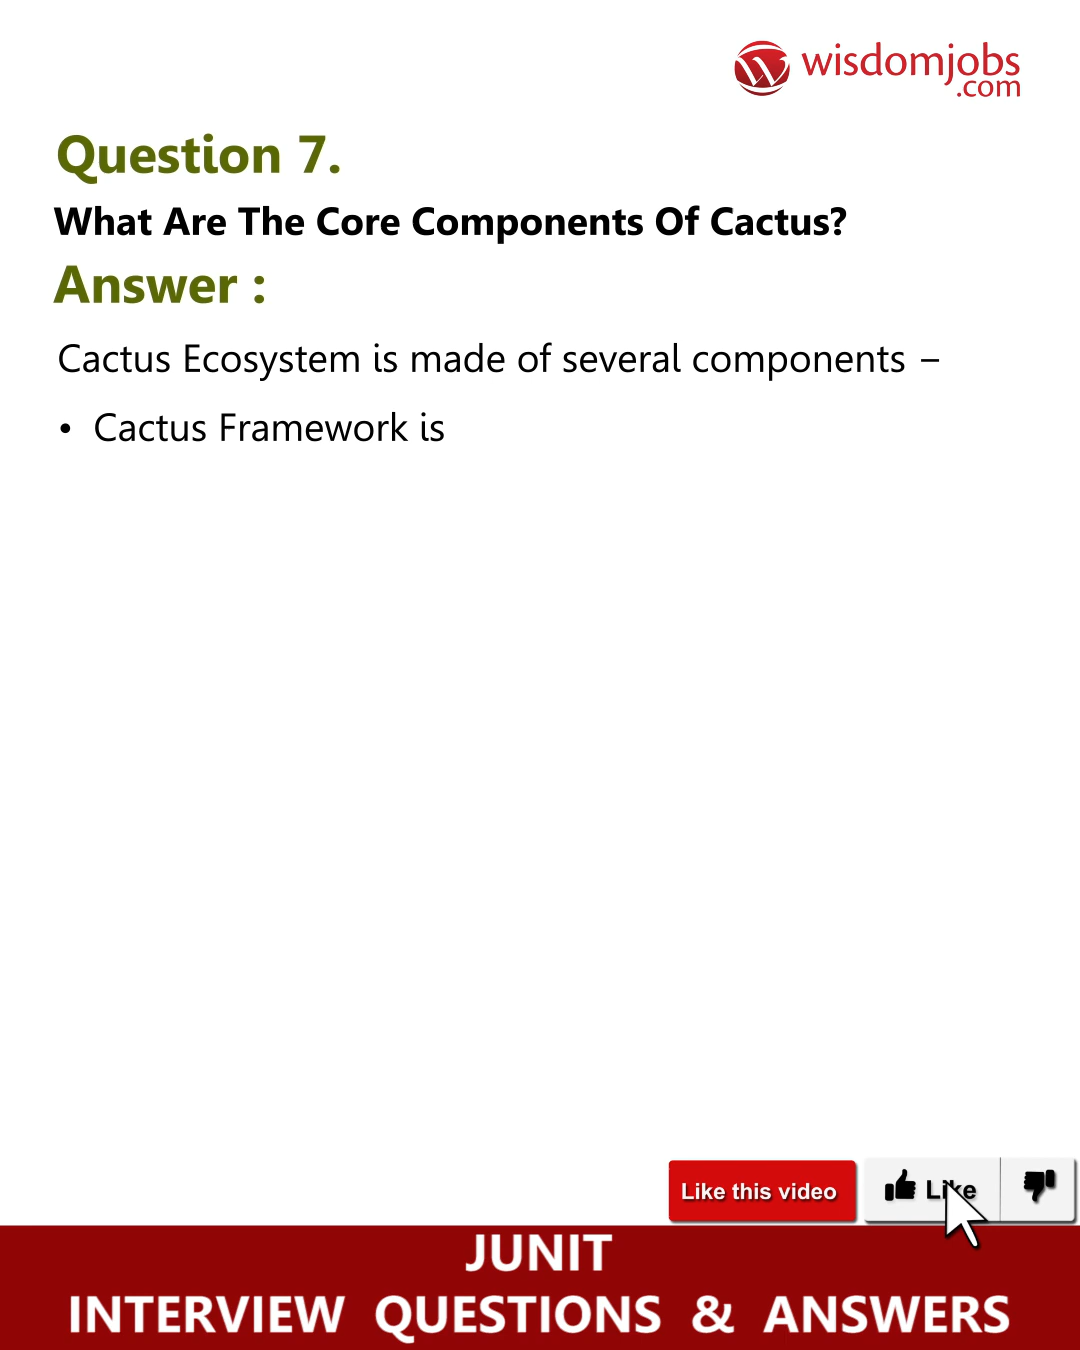 wisdomjobs
.com
Question 7.
What Are The Core Components Of Cactus?
Answer :
Cactus Ecosystem is made of several components –
• Cactus Framework is
Like this video
Like
JUNIT
INTERVIEW QUESTIONS & ANSWERS